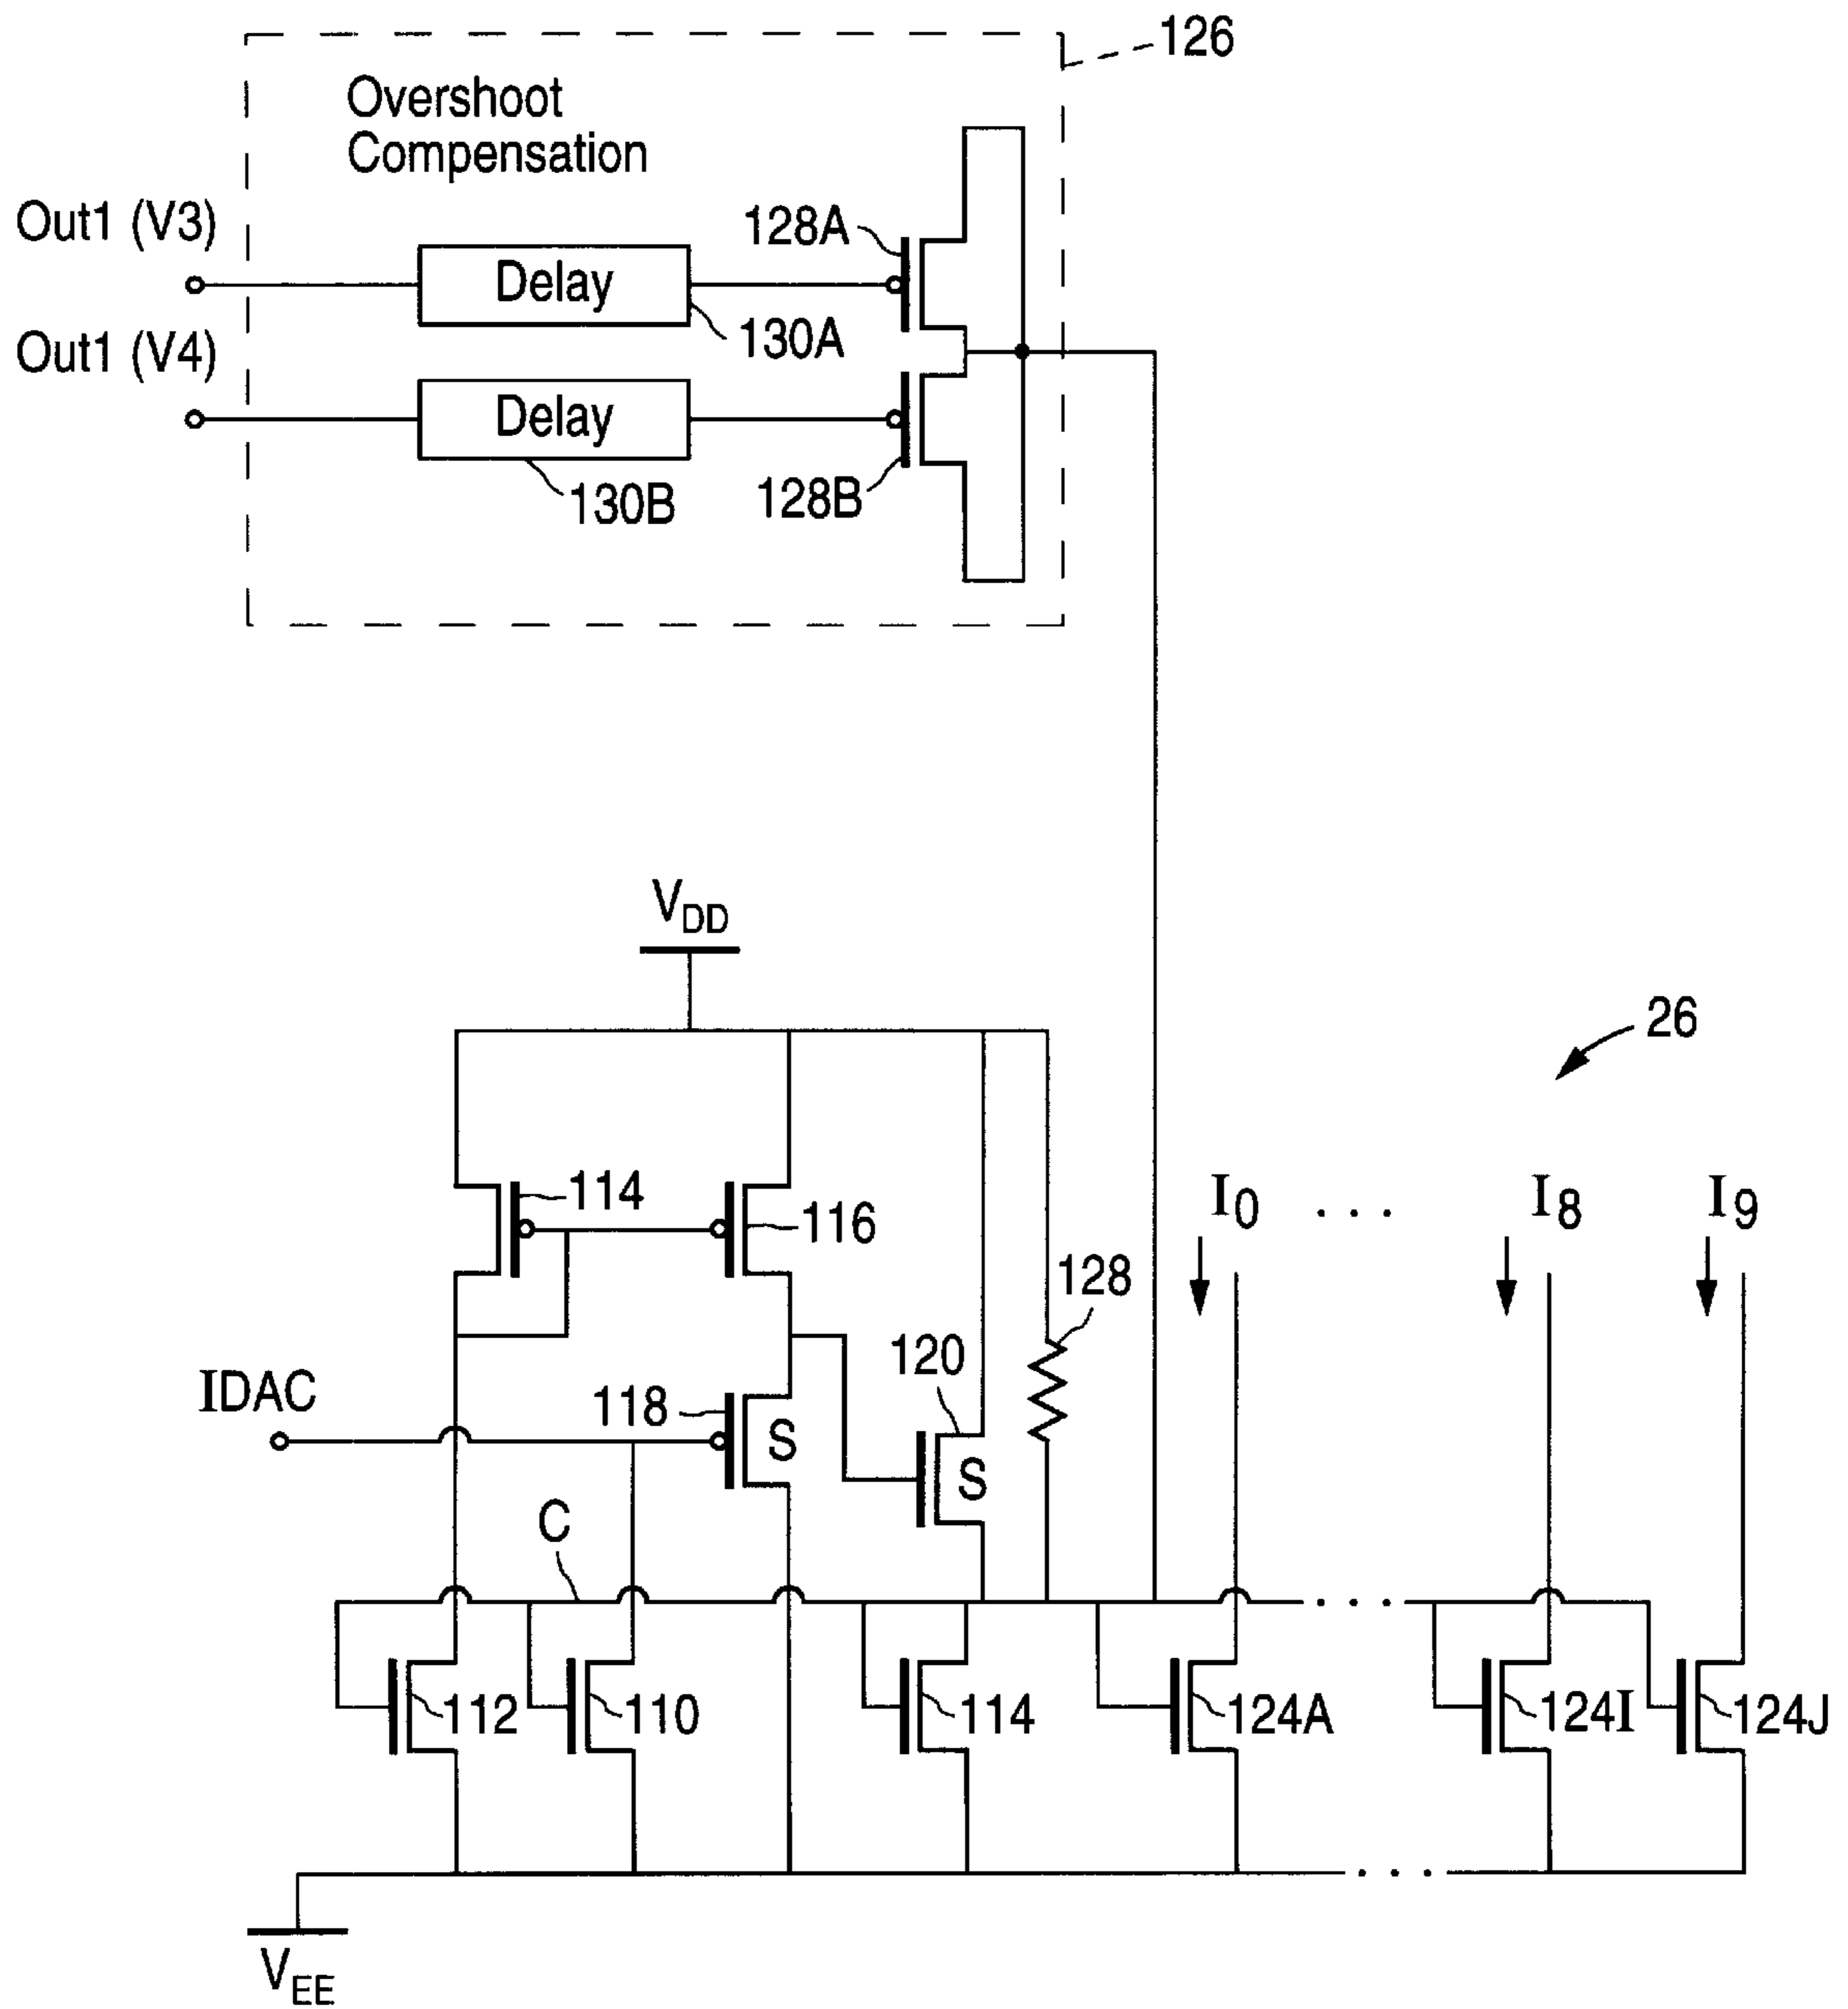 126
Overshoot
Compensation
Out1 (V3)
128A
Delay
130A
Out1 (V4)
Delay
128B
130B
VDD
26
114
116
I0 . . . I8 I9
128
120
IDAC
118
S
S
C
112
110
114
124A
124I
124J
. . .
. . .
VEE